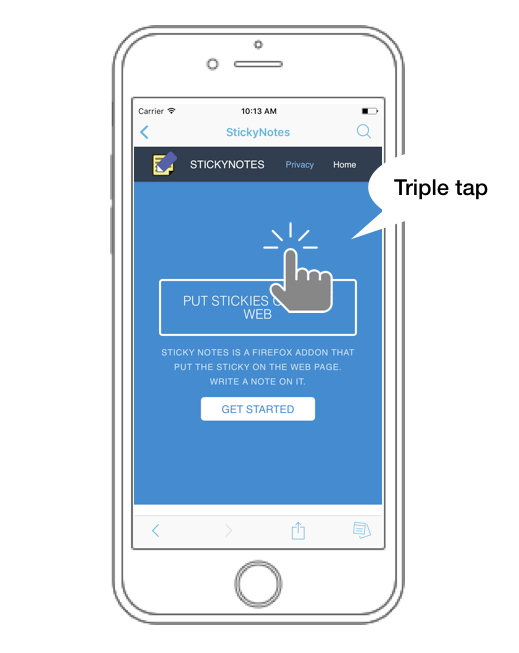 Carrier 10:13 AM
StickyNotes
STICKYNOTES Privacy Home
Triple tap
PUT STICKIES
WEB
STICKY NOTES IS A FIREFOX ADDON THAT
PUT THE STICKY ON THE WEB PAGE.
WRITE A NOTE ON IT.
GET STARTED